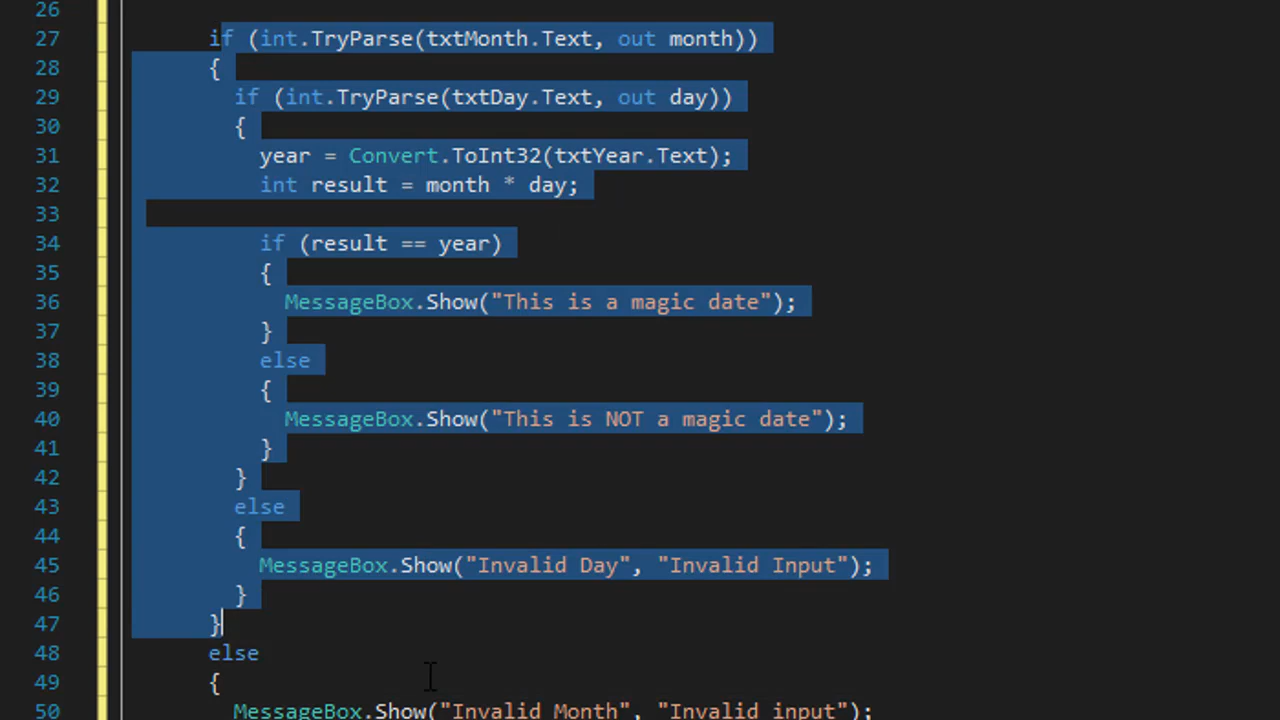 26
27 if (int.TryParse(txtMonth.Text, out month))
28 {
29 if (int.TryParse(txtDay.Text, out day))
30 {
31 year = Convert.ToInt32(txtYear.Text);
32 int result = month * day;
33
34 if (result == year)
35 {
36 MessageBox.Show("This is a magic date");
37 }
38 else
39 {
40 MessageBox.Show("This is NOT a magic date");
41 }
42 }
43 else
44 {
45 MessageBox.Show("Invalid Day", "Invalid Input");
46 }
47 }
48 else
49 {
50 MessageBox.Show("Invalid Month", "Invalid input");